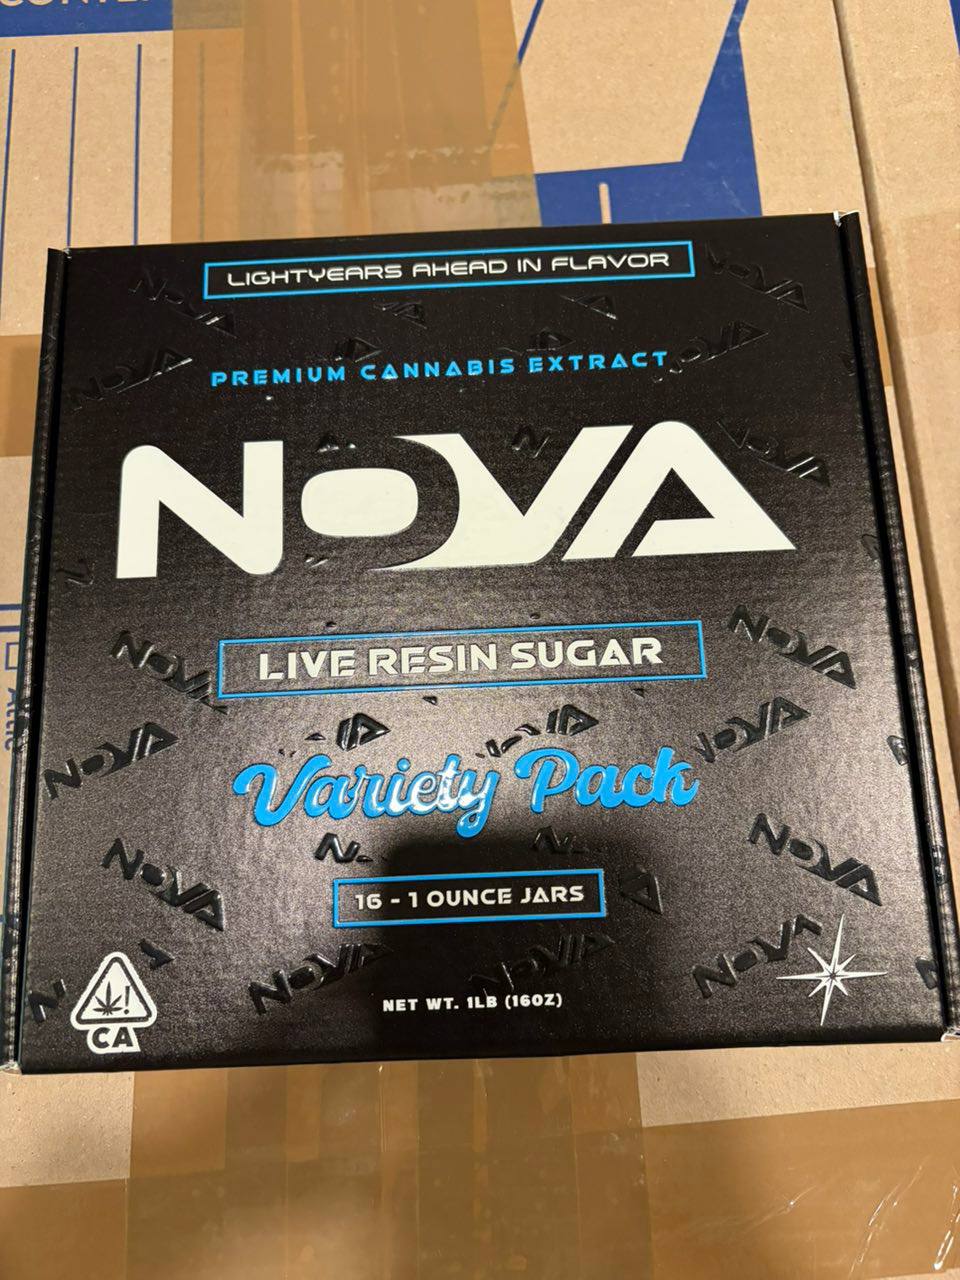 LIGHTYEARS AHEAD IN FLAVOR
PREMIUM CANNABIS EXTRACT
NOVA
LIVE RESIN SUGAR
Variety Pack
16 - 1 OUNCE JARS
NET WT. 1LB (16OZ)
!
CA